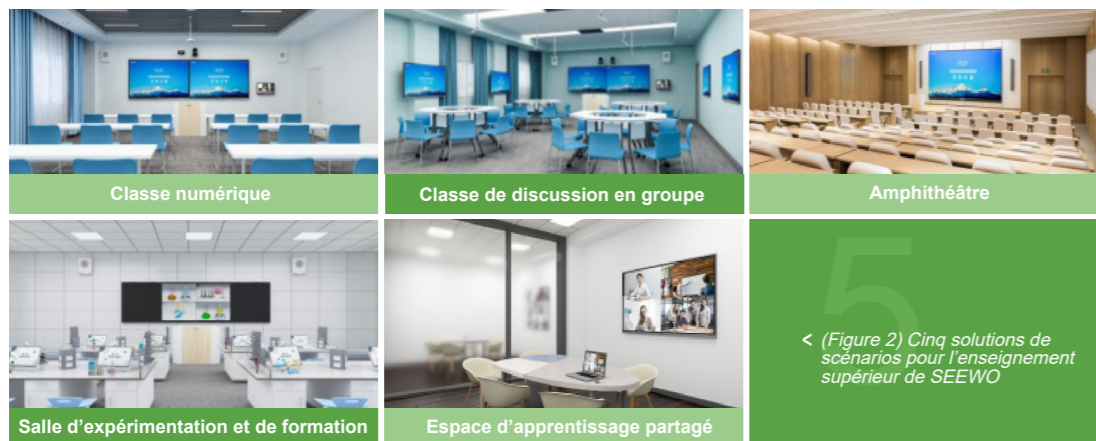 Classe numérique
Classe de discussion en groupe
Amphithéâtre
Salle d'expérimentation et de formation
Espace d'apprentissage partagé
5
< (Figure 2) Cinq solutions de
scénarios pour l'enseignement
supérieur de SEEWO